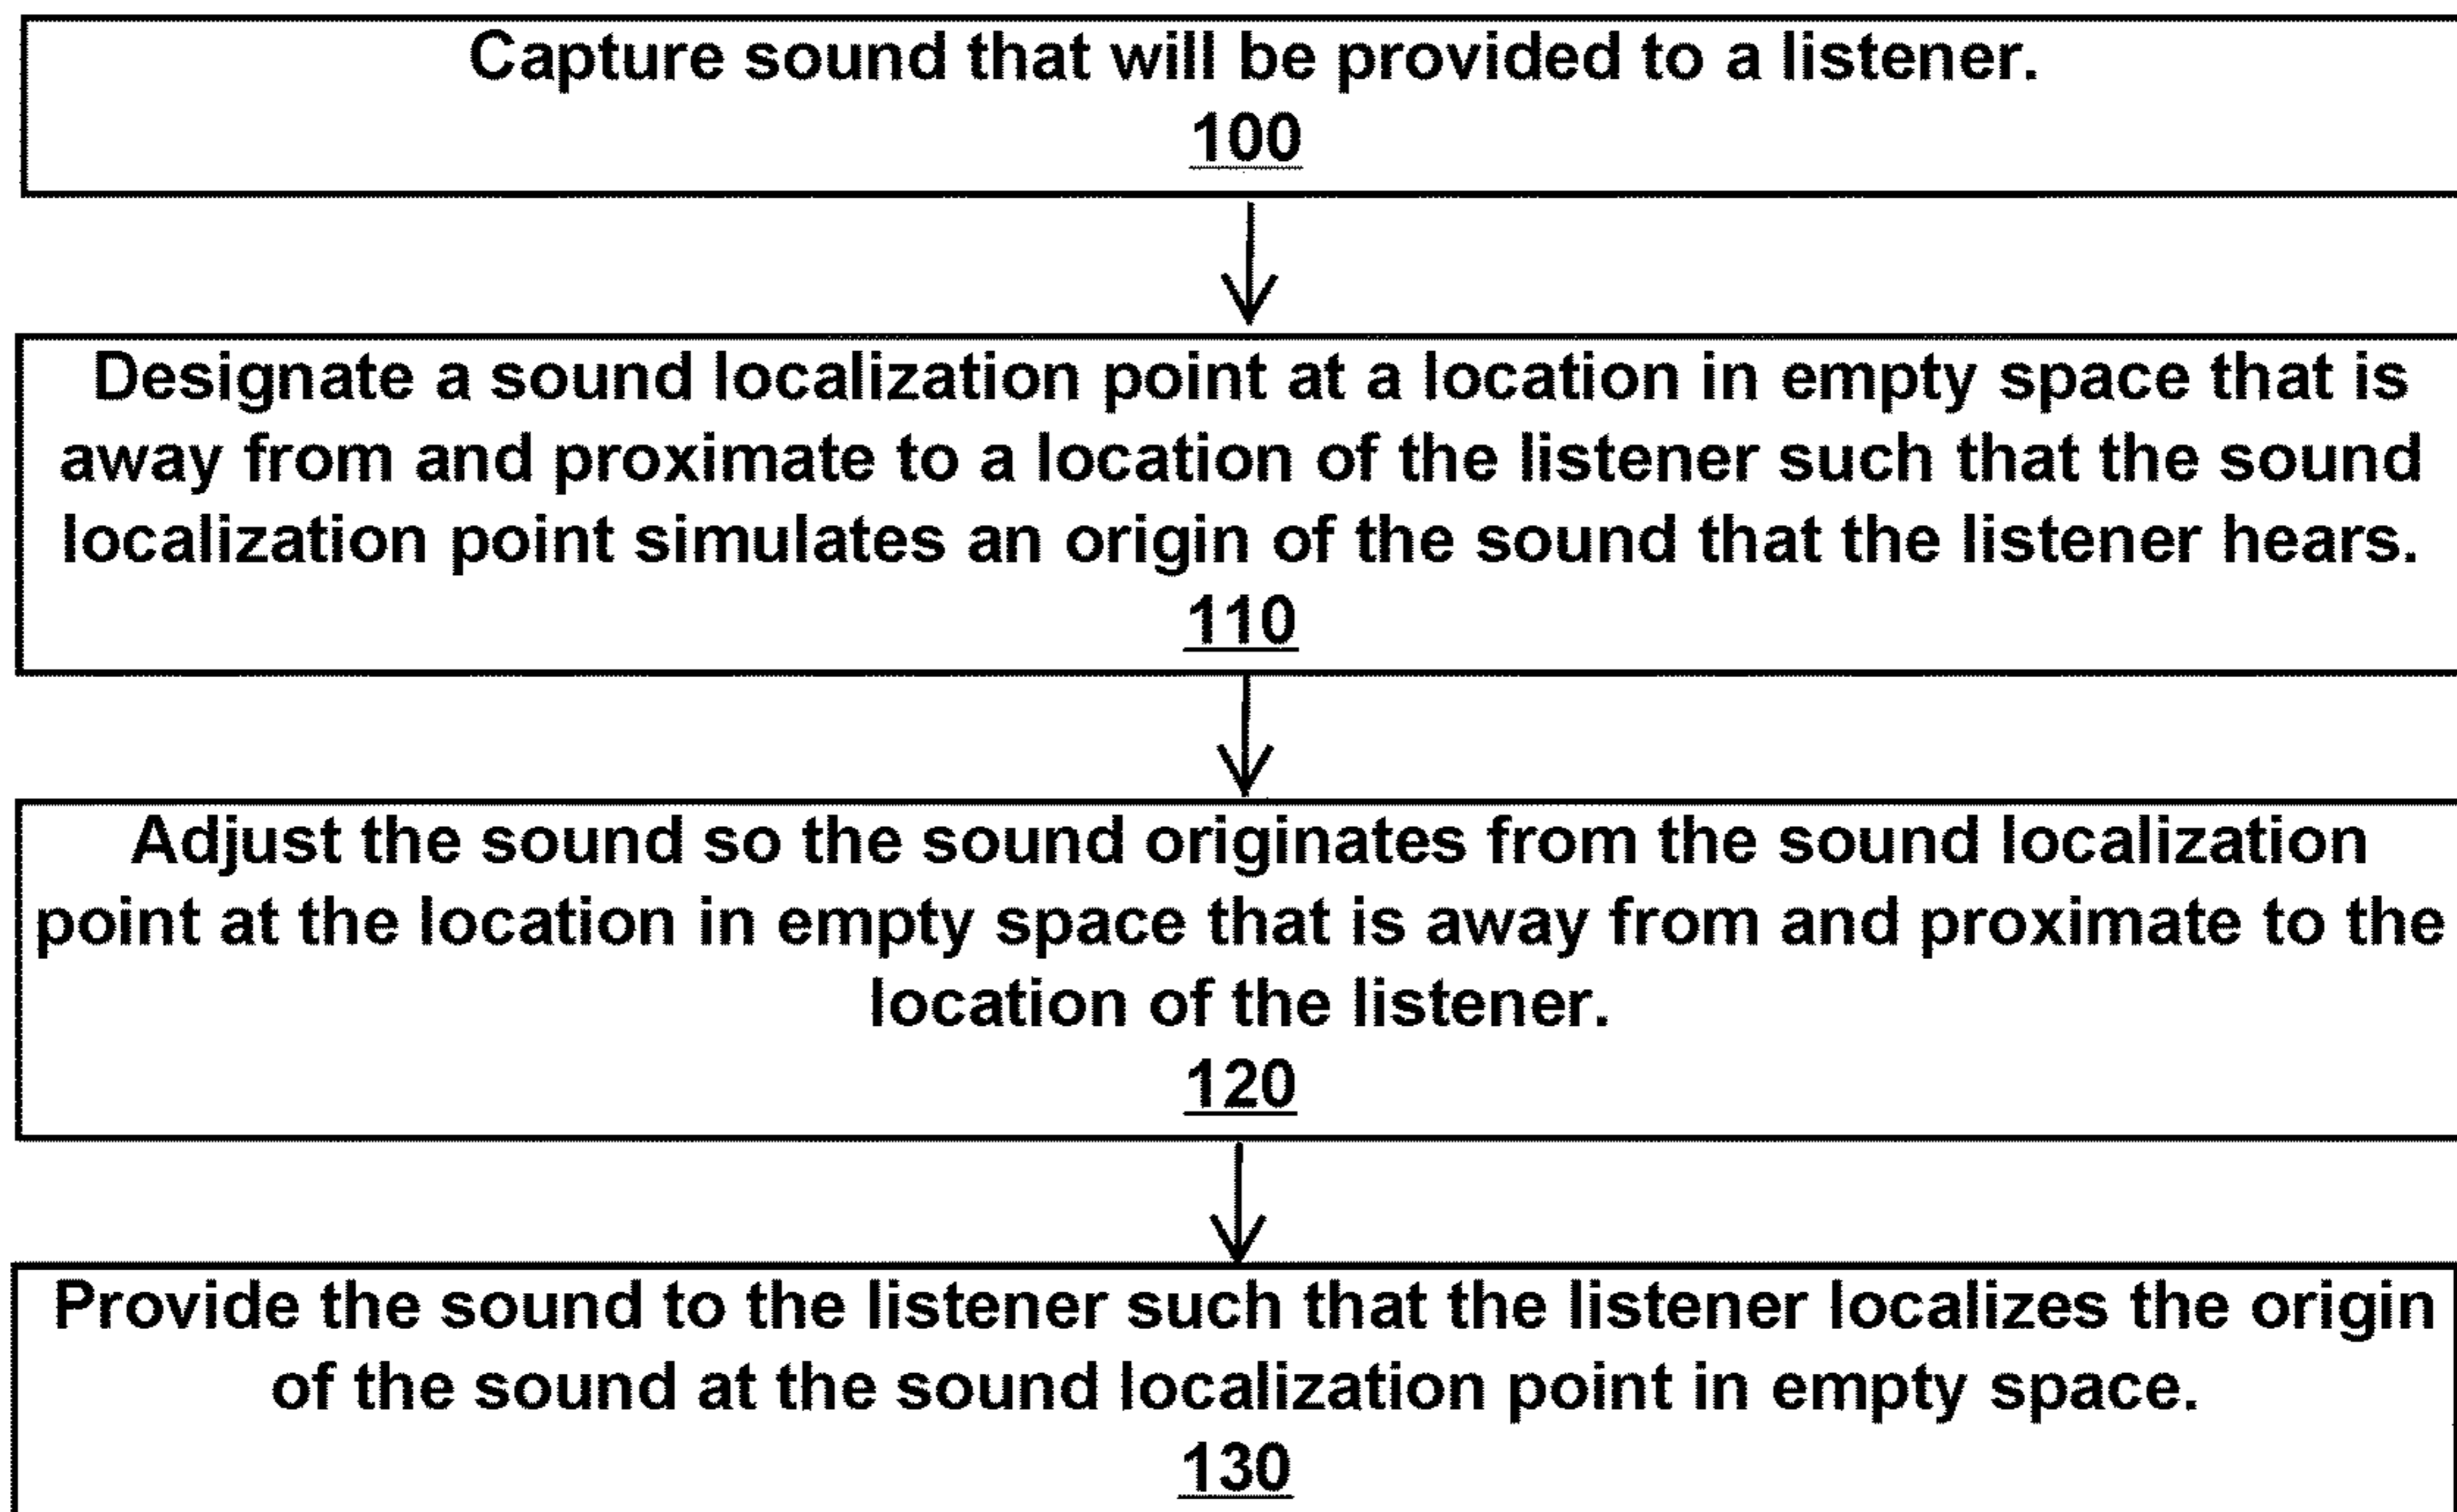 Capture sound that will be provided to a listener.
100
Designate a sound localization point at a location in empty space that is
away from and proximate to a location of the listener such that the sound
localization point simulates an origin of the sound that the listener hears.
110
Adjust the sound so the sound originates from the sound localization
point at the location in empty space that is away from and proximate to the
location of the listener.
120
Provide the sound to the listener such that the listener localizes the origin
of the sound at the sound localization point in empty space.
130